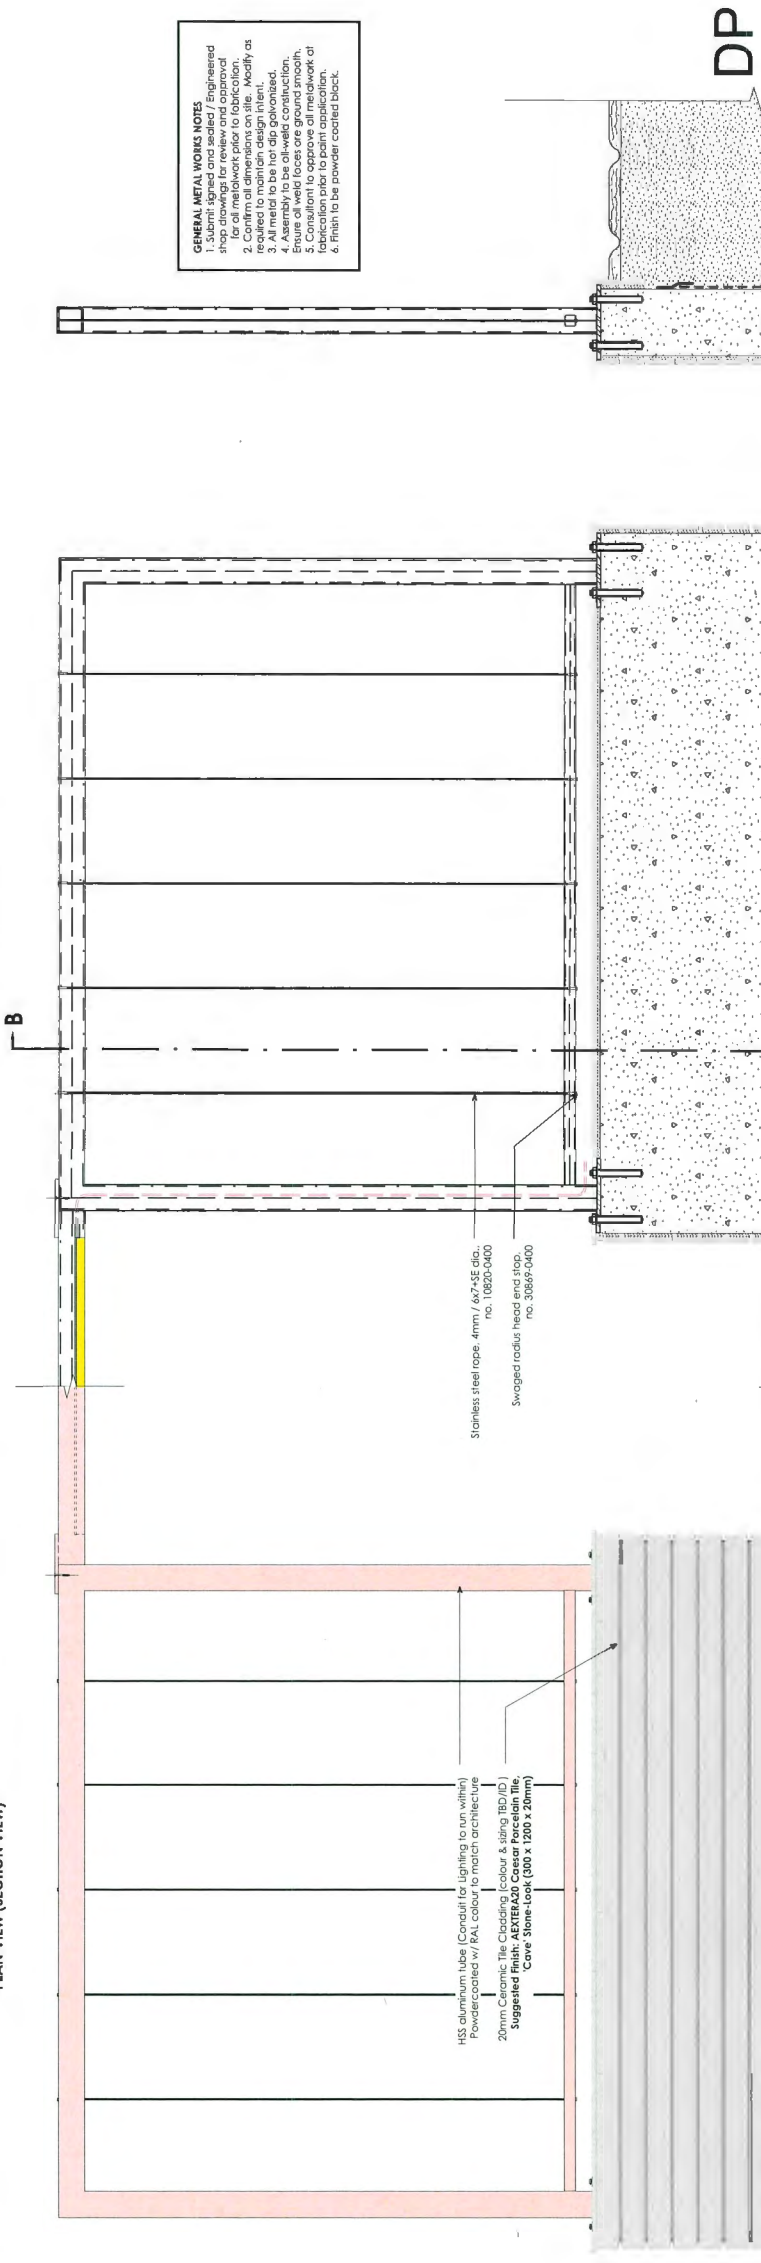 PLAN VIEW (SECTION VIEW)
HSS aluminum tube (Conduit for Lighting to run within)
Powdercoated w/ RAL colour to match architecture
20mm Ceramic Tile Cladding (colour & sizing TBD/ID )
Suggested Finish: AEXTERA20 Caesar Porcelain Tile,
'Cave' Stone-Look (300 x 1200 x 20mm)
B
Stainless steel rope, 4mm / 6x7+SE dia.,
no. 10820-0400
Swaged radius head end stop,
no. 30869-0400
GENERAL METAL WORKS NOTES
1. Submit signed and sealed / Engineered
shop drawings for review and approval
for all metalwork prior to fabrication.
2. Confirm all dimensions on site. Modify as
required to maintain design intent.
3. All metal to be hot dip galvonized.
4. Assembly to be all-weld construction.
Ensure all weld faces are ground smooth.
5. Consultant to approve all metalwork at
fabrication prior to paint application.
6. Finish to be powder coated black.
DP